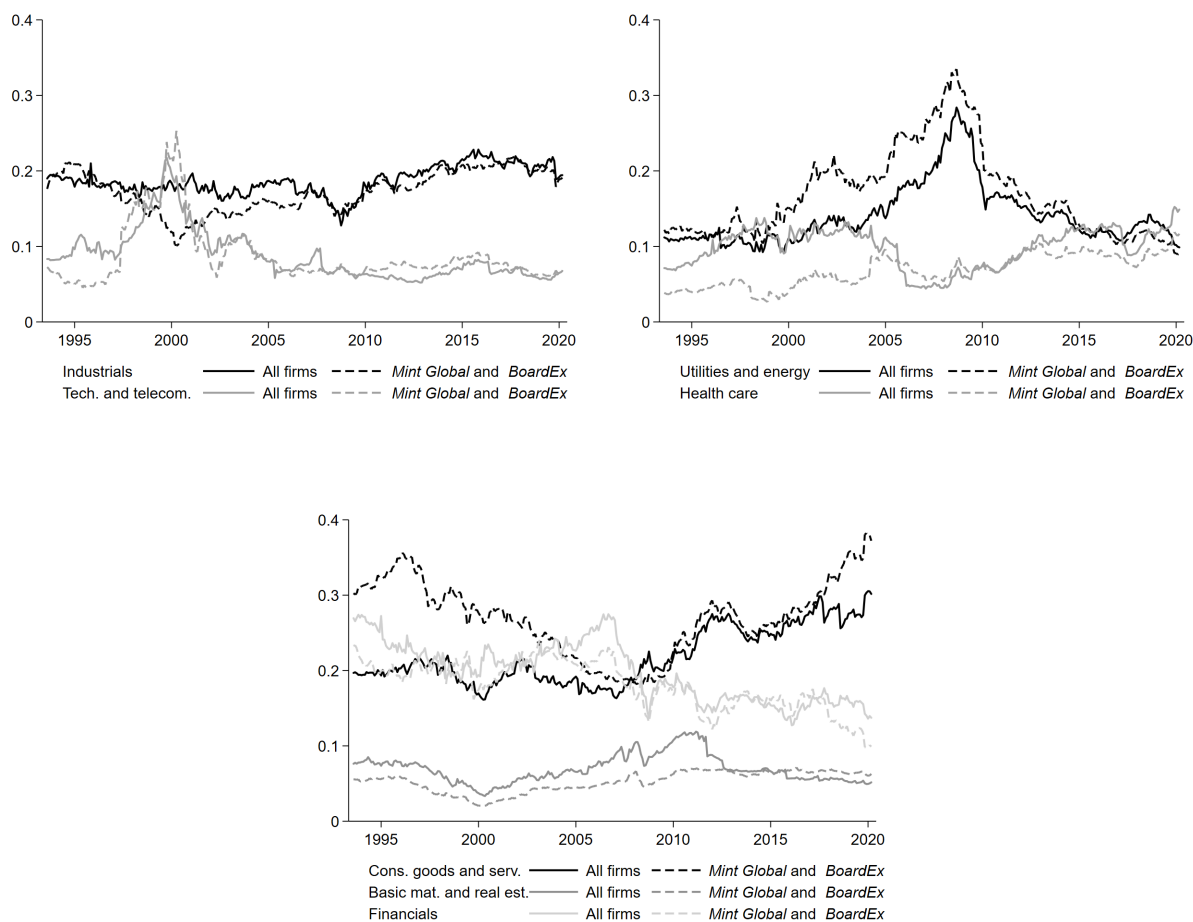 0.4
0.3
0.2
0.1
0
1995 2000 2005 2010 2015 2020
Industrials All firms Mint Global and BoardEx
Tech. and telecom. All firms Mint Global and BoardEx
0.4
0.3
0.2
0.1
0
1995 2000 2005 2010 2015 2020
Utilities and energy All firms Mint Global and BoardEx
Health care All firms Mint Global and BoardEx
0.4
0.3
0.2
0.1
0
1995 2000 2005 2010 2015 2020
Cons. goods and serv. All firms Mint Global and BoardEx
Basic mat. and real est. All firms Mint Global and BoardEx
Financials All firms Mint Global and BoardEx